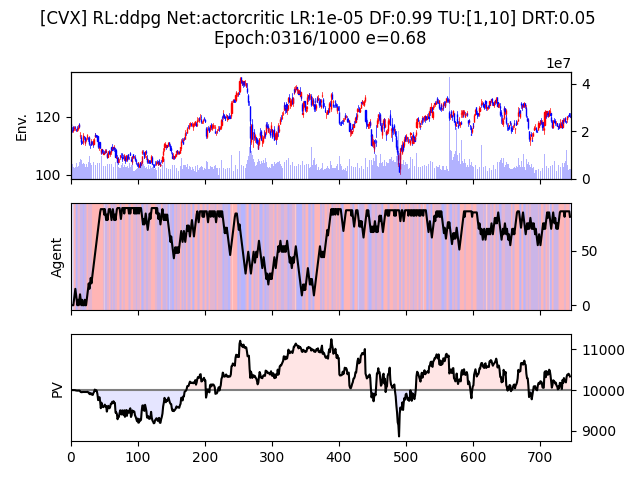 [CVX] RL:ddpg Net:actorcritic LR:1e-05 DF:0.99 TU:[1,10] DRT:0.05
Epoch:0316/1000 e=0.68
1e7
Env.
120
100
4
2
0
Agent
50
0
PV
11000
10000
9000
0 100 200 300 400 500 600 700